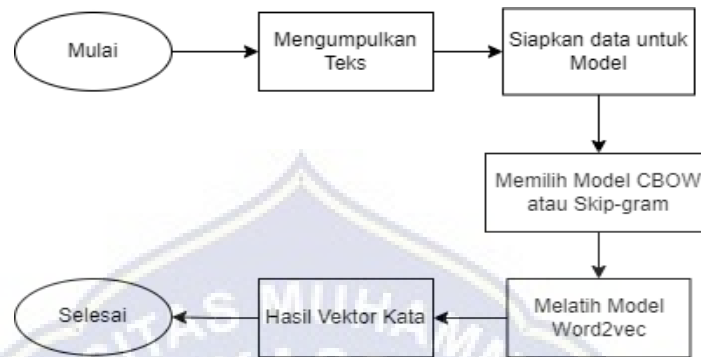 Mulai
Mengumpulkan
Teks
Siapkan data untuk
Model
Memilih Model CBOW
atau Skip-gram
Melatih Model
Word2vec
Hasil Vektor Kata
Selesai